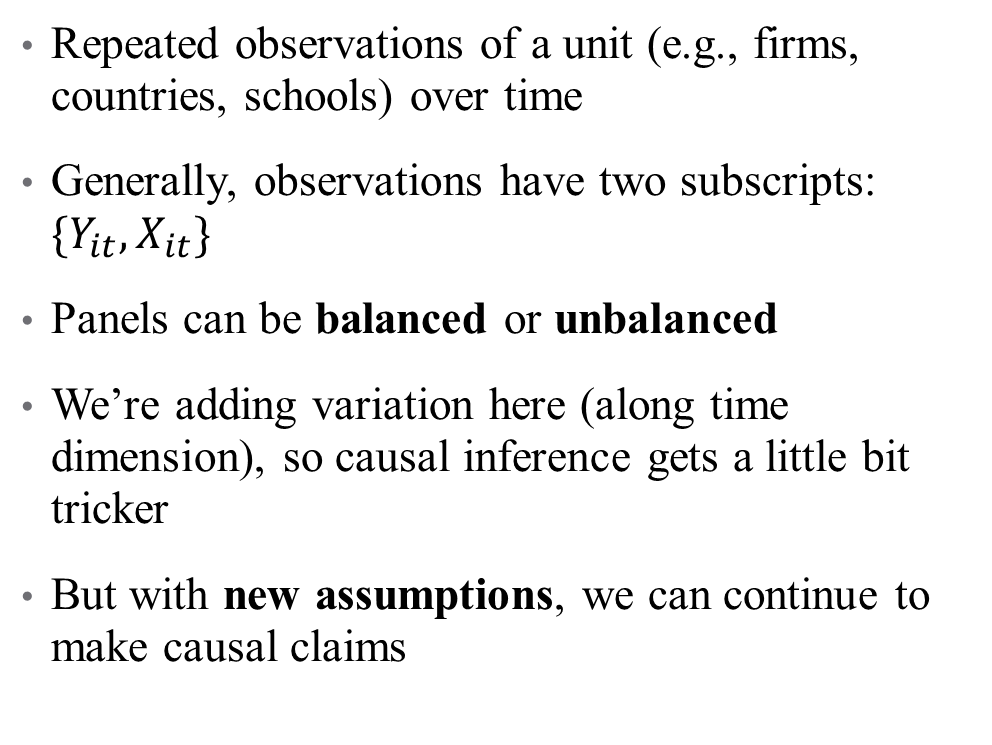 • Repeated observations of a unit (e.g., firms,
countries, schools) over time
• Generally, observations have two subscripts:
{Yit, Xit}
• Panels can be balanced or unbalanced
• We’re adding variation here (along time
dimension), so causal inference gets a little bit
tricker
• But with new assumptions, we can continue to
make causal claims